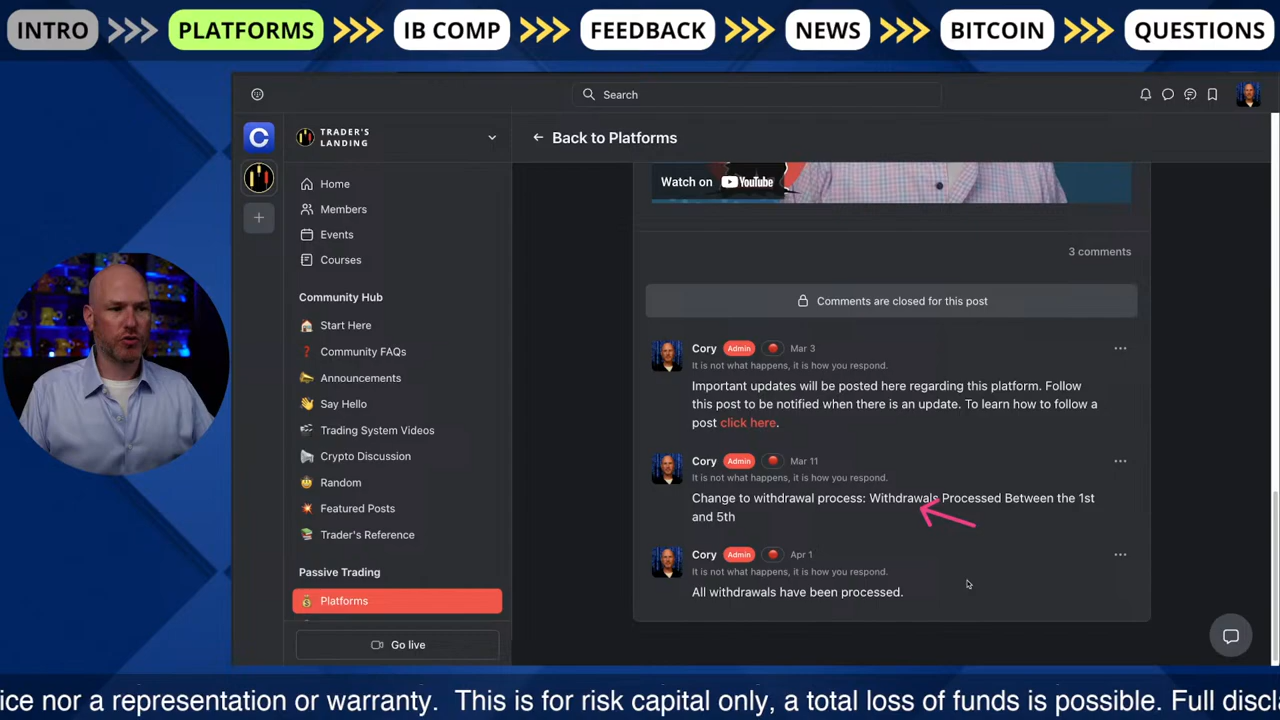 INTRO >>> PLATFORMS >>> IB COMP >>> FEEDBACK >>> NEWS >>> BITCOIN >>> QUESTIONS
Search
C
TRADER'S
LANDING
← Back to Platforms
Home
Members
Events
Courses
Community Hub
Start Here
Community FAQs
Announcements
Say Hello
Trading System Videos
Crypto Discussion
Random
Featured Posts
Trader's Reference
Passive Trading
Platforms
Go live
Watch on YouTube
3 comments
Comments are closed for this post
Cory Admin Mar 3
It is not what happens, it is how you respond.
Important updates will be posted here regarding this platform. Follow
this post to be notified when there is an update. To learn how to follow a
post click here.
Cory Admin Mar 11
It is not what happens, it is how you respond.
Change to withdrawal process: Withdrawals Processed Between the 1st
and 5th
Cory Admin Apr 1
It is not what happens, it is how you respond.
All withdrawals have been processed.
ice nor a representation or warranty. This is for risk capital only, a total loss of funds is possible. Full discl